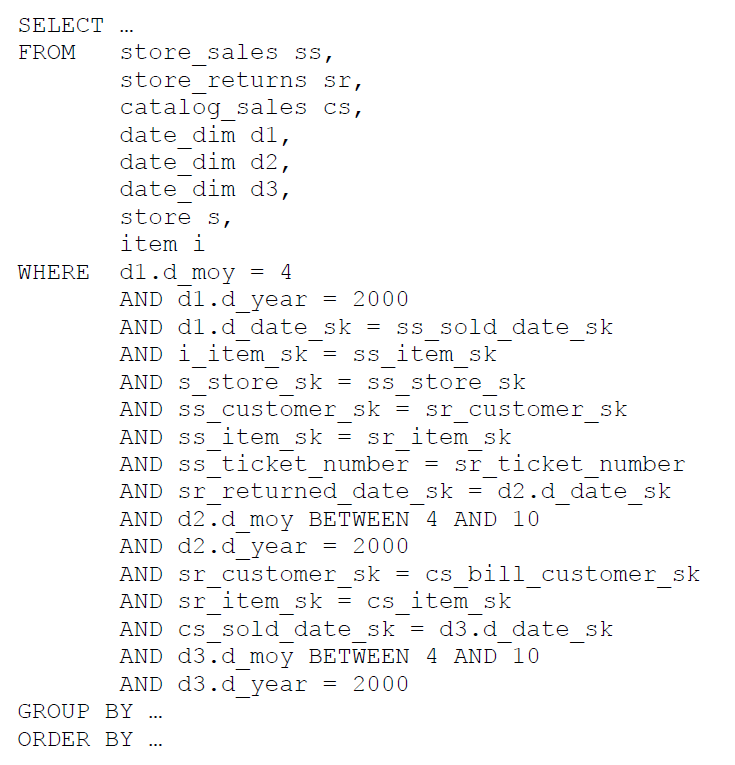 SELECT …
FROM   store_sales ss,
       store_returns sr,
       catalog_sales cs,
       date_dim d1,
       date_dim d2,
       date_dim d3,
       store s,
       item i
WHERE  d1.d_moy = 4
       AND d1.d_year = 2000
       AND d1.d_date_sk = ss_sold_date_sk
       AND i_item_sk = ss_item_sk
       AND s_store_sk = ss_store_sk
       AND ss_customer_sk = sr_customer_sk
       AND ss_item_sk = sr_item_sk
       AND ss_ticket_number = sr_ticket_number
       AND sr_returned_date_sk = d2.d_date_sk
       AND d2.d_moy BETWEEN 4 AND 10
       AND d2.d_year = 2000
       AND sr_customer_sk = cs_bill_customer_sk
       AND sr_item_sk = cs_item_sk
       AND cs_sold_date_sk = d3.d_date_sk
       AND d3.d_moy BETWEEN 4 AND 10
       AND d3.d_year = 2000
GROUP BY …
ORDER BY …